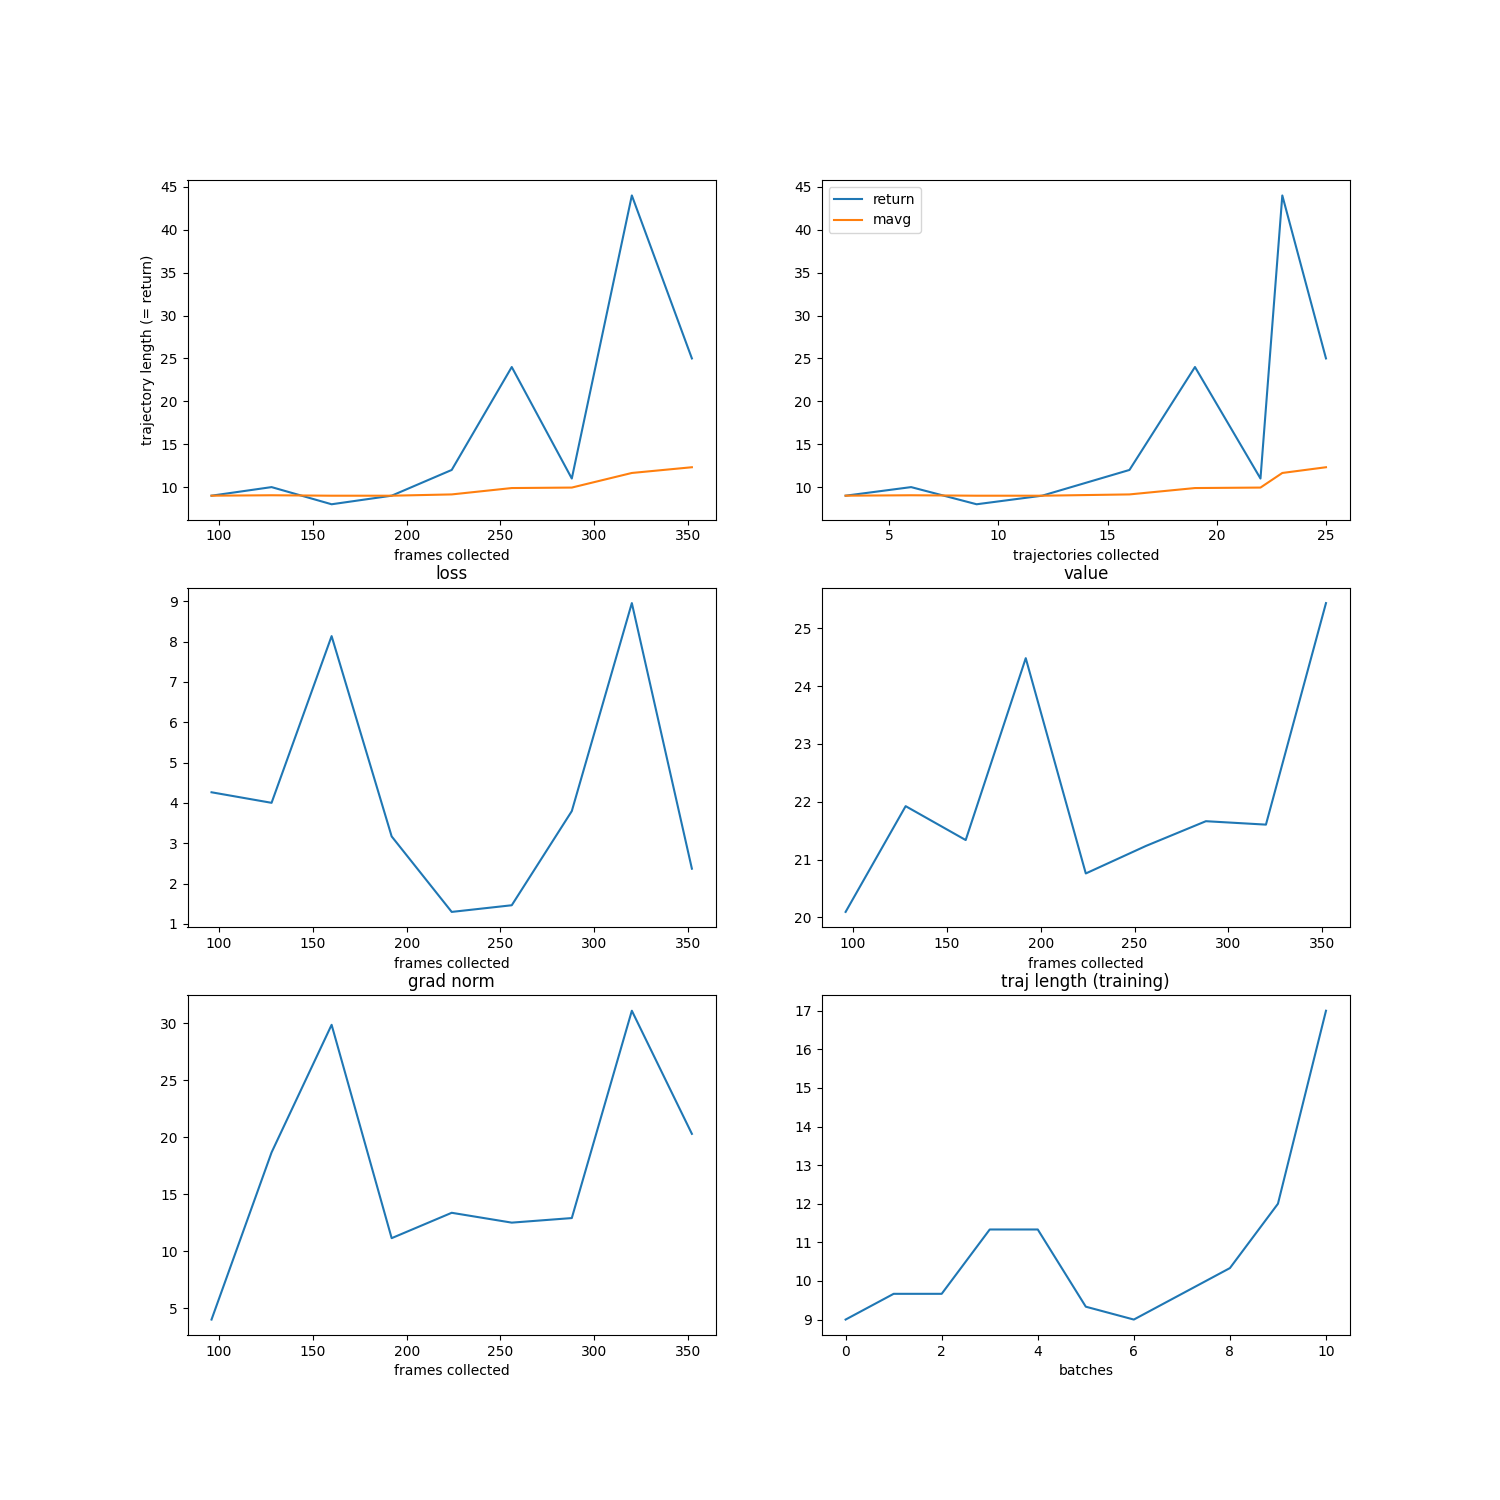 45
40
35
30
25
20
15
10
trajectory length (= return)
100 150 200 250 300 350
frames collected
45
40
35
30
25
20
15
10
return
mavg
5 10 15 20 25
trajectories collected
loss
9
8
7
6
5
4
3
2
1
100 150 200 250 300 350
frames collected
value
25
24
23
22
21
20
100 150 200 250 300 350
frames collected
grad norm
30
25
20
15
10
5
100 150 200 250 300 350
frames collected
traj length (training)
17
16
15
14
13
12
11
10
9
0 2 4 6 8 10
batches